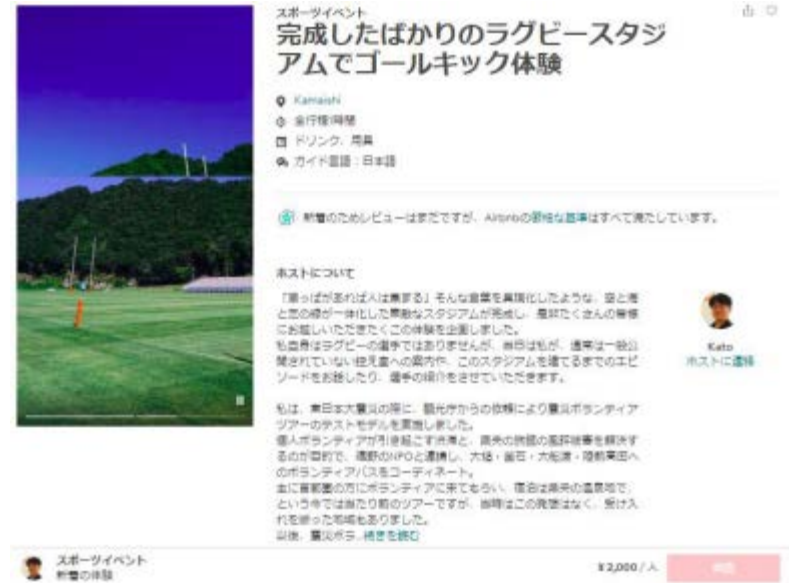 スポーツイベント
完成したばかりのラグビースタジ
アムでゴールキック体験
Kamaishi
ドリンク、用具
ガイド言語：日本語
新着のためレビューはまだですが、Airbnbの厳格な基準はすべて満たしています。
ホストについて
「原っぱがあれば人は集まる」そんな言葉を具現化したような、空と海
と芝の緑が一体化した素敵なスタジアムが完成し、是非たくさんの皆様
にお越しいただきたくこの体験を企画しました。
私自身はラグビーの選手ではありませんが、当日は私が、通常は一般公
開されていない控え室への案内や、このスタジアムを建てるまでのエピ
ソードをお話したり、選手の紹介をさせていただきます。
私は、東日本大震災の際に、観光庁からの依頼により震災ボランティア
ツアーのテストモデルを実施しました。
個人ボランティアが引き起こす渋滞と、県央の旅館の風評被害を解決す
るのが目的で、遠野のNPOと連携し、大槌・釜石・大船渡・陸前高田へ
のボランティアバスをコーディネート。
主に首都圏の方にボランティアに来てもらい、宿泊は県央の温泉地で、
という今では当たり前のツアーですが、当時はこの発想はなく、受け入
れを断った地域もありました。
以後、震災ボラ…続きを読む
Kato
ホストに連絡
スポーツイベント
新着の体験
¥2,000 / 人